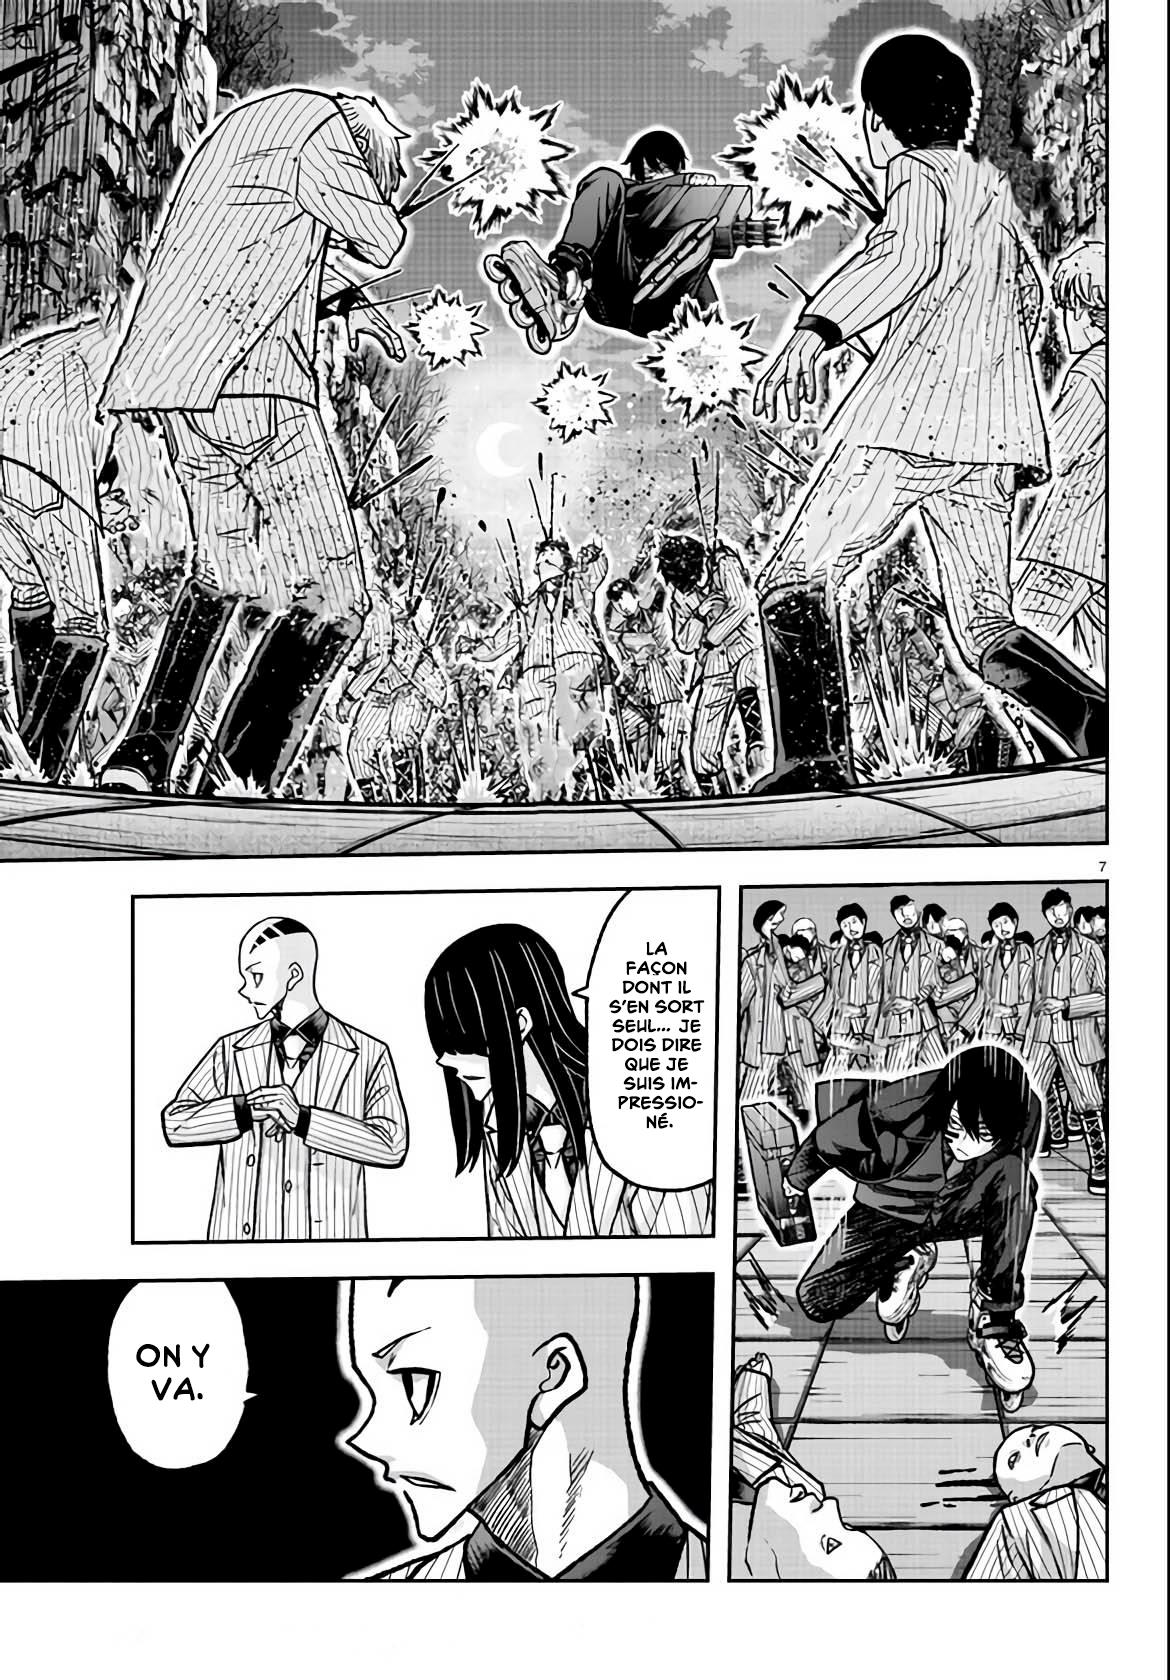 7
LA
FAÇON
DONT IL
S'EN SORT
SEUL... JE
DOIS DIRE
QUE JE
SUIS IM-
PRESSIO-
NÉ.
ON Y
VA.